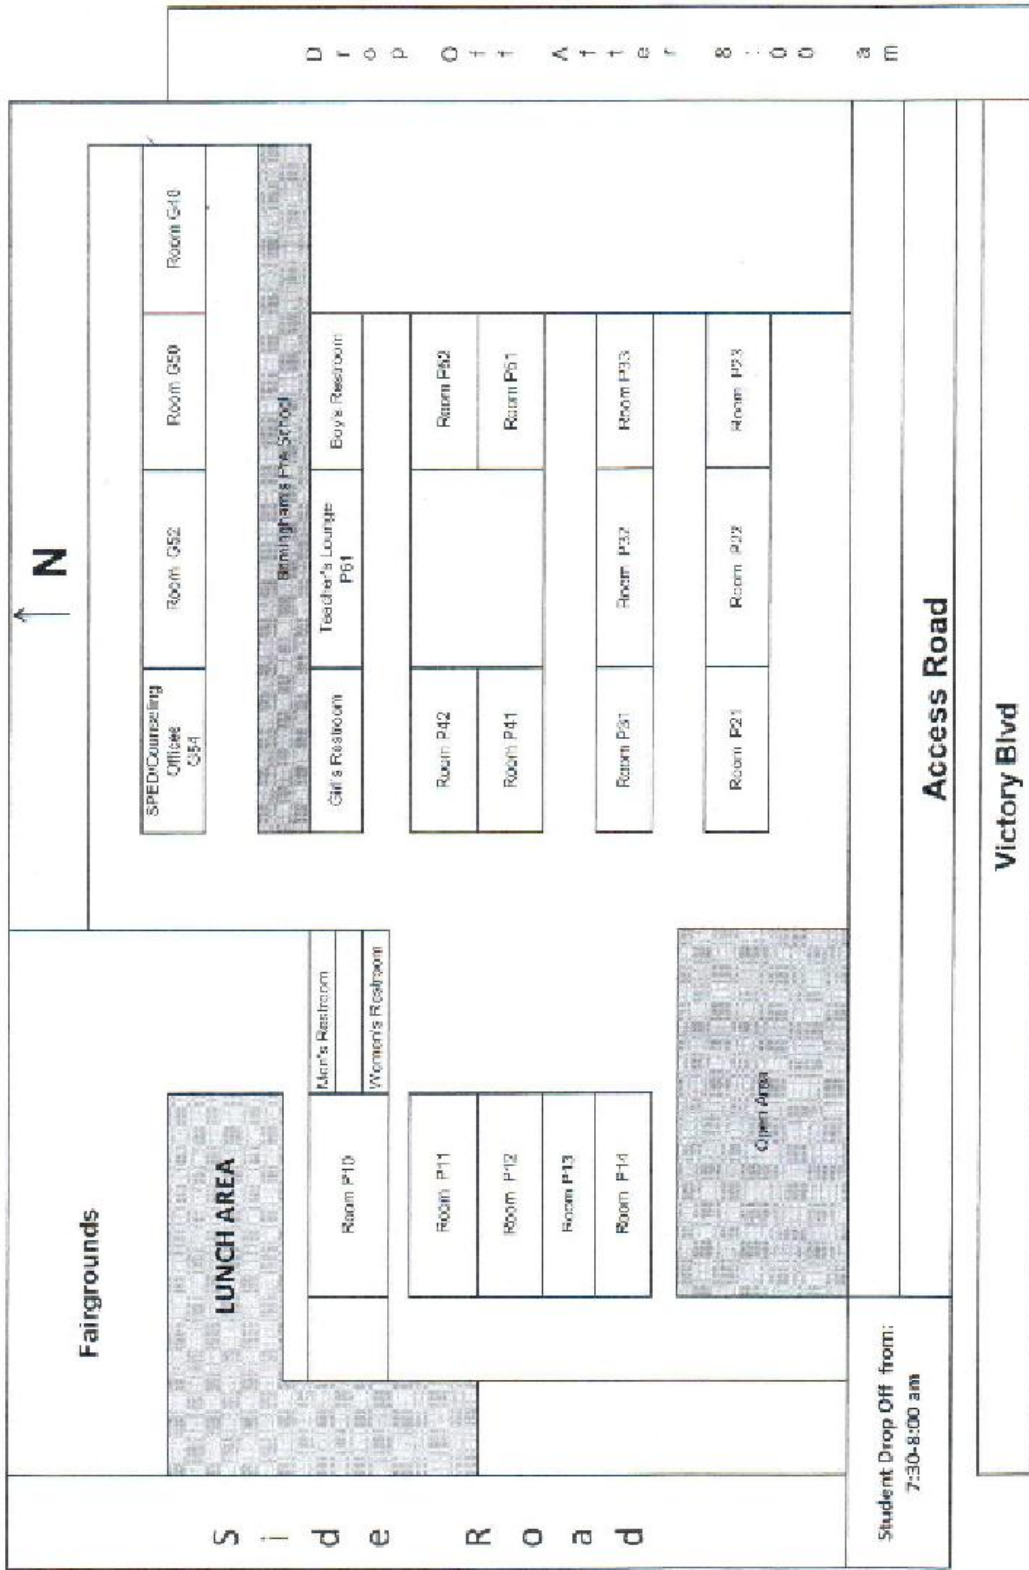 N
Fairgrounds
SPED/Counseling
Offices
G54
Room G52
Room G50
Room G48
LUNCH AREA
Birmingham's Pre School
Men's Restroom
Women's Restroom
Girl's Restroom
Teacher's Lounge
P61
Boy's Restroom
Room P10
Room P11
Room P12
Room P13
Room P14
Room P42
Room P41
Room P52
Room P51
Room P31
Room P32
Room P33
Room P21
Room P22
Room P23
Open Area
Side Road
Drop Off After 8:00 am
Student Drop Off from:
7:30-8:00 am
Access Road
Victory Blvd